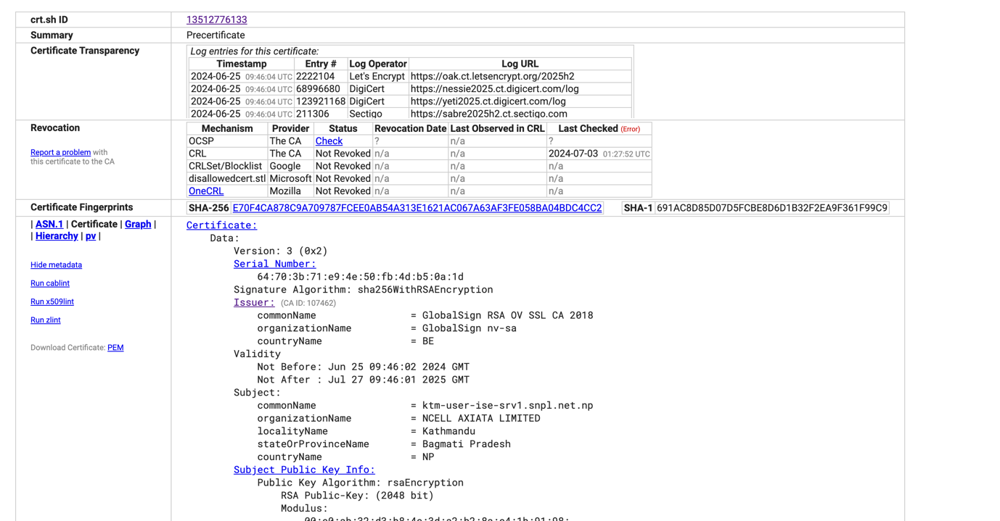 crt.sh ID 13512776133
Summary Precertificate
Certificate Transparency
Log entries for this certificate:
Timestamp Entry # Log Operator Log URL
2024-06-25 09:46:04 UTC 2222104 Let's Encrypt https://oak.ct.letsencrypt.org/2025h2
2024-06-25 09:46:04 UTC 68996680 DigiCert https://nessie2025.ct.digicert.com/log
2024-06-25 09:46:04 UTC 123921168 DigiCert https://yeti2025.ct.digicert.com/log
2024-06-25 09:46:04 UTC 211306 Sectigo https://sabre2025h2.ct.sectigo.com
Revocation
Report a problem with
this certificate to the CA
Mechanism Provider Status Revocation Date Last Observed in CRL Last Checked (Error)
OCSP The CA Check ? n/a ?
CRL The CA Not Revoked n/a n/a 2024-07-03 01:27:52 UTC
CRLSet/Blocklist Google Not Revoked n/a n/a n/a
disallowedcert.stl Microsoft Not Revoked n/a n/a n/a
OneCRL Mozilla Not Revoked n/a n/a n/a
Certificate Fingerprints SHA-256 E70F4CA878C9A709787FCEE0AB54A313E1621AC067A63AF3FE058BA04BDC4CC2 SHA-1 691AC8D85D07D5FCBE8D6D1B32F2EA9F361F99C9
| ASN.1 | Certificate | Graph |
| Hierarchy | pv |
Hide metadata
Run cablint
Run x509lint
Run zlint
Download Certificate: PEM
Certificate:
Data:
Version: 3 (0x2)
Serial Number:
64:70:3b:71:e9:4e:50:fb:4d:b5:0a:1d
Signature Algorithm: sha256WithRSAEncryption
Issuer: (CA ID: 107462)
commonName = GlobalSign RSA OV SSL CA 2018
organizationName = GlobalSign nv-sa
countryName = BE
Validity
Not Before: Jun 25 09:46:02 2024 GMT
Not After : Jul 27 09:46:01 2025 GMT
Subject:
commonName = ktm-user-ise-srv1.snpl.net.np
organizationName = NCELL AXIATA LIMITED
localityName = Kathmandu
stateOrProvinceName = Bagmati Pradesh
countryName = NP
Subject Public Key Info:
Public Key Algorithm: rsaEncryption
RSA Public-Key: (2048 bit)
Modulus: